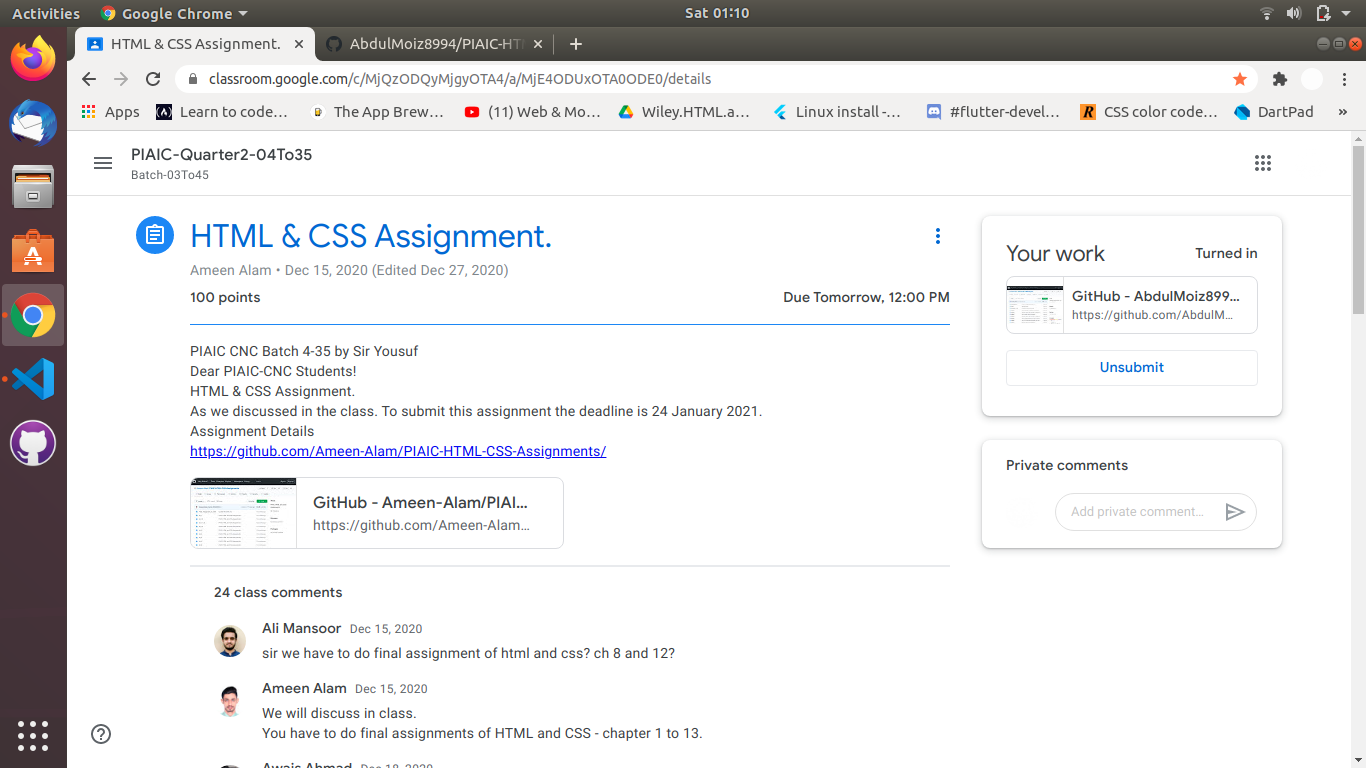 Activities
Google Chrome
Sat 01:10
HTML & CSS Assignment.
AbdulMoiz8994/PIAIC-HT
classroom.google.com/c/MjQzODQyMjgyOTA4/a/MjE4ODUxOTA0ODE0/details
Apps
Learn to code…
The App Brew…
(11) Web & Mo…
Wiley.HTML.a…
Linux install -…
#flutter-devel…
CSS color code…
DartPad
»
PIAIC-Quarter2-04To35
Batch-03To45
HTML & CSS Assignment.
Ameen Alam • Dec 15, 2020 (Edited Dec 27, 2020)
100 points
Due Tomorrow, 12:00 PM
PIAIC CNC Batch 4-35 by Sir Yousuf
Dear PIAIC-CNC Students!
HTML & CSS Assignment.
As we discussed in the class. To submit this assignment the deadline is 24 January 2021.
Assignment Details
https://github.com/Ameen-Alam/PIAIC-HTML-CSS-Assignments/
GitHub - Ameen-Alam/PIAI…
https://github.com/Ameen-Alam…
24 class comments
Ali Mansoor Dec 15, 2020
sir we have to do final assignment of html and css? ch 8 and 12?
Ameen Alam Dec 15, 2020
We will discuss in class.
You have to do final assignments of HTML and CSS - chapter 1 to 13.
Awais Ahmad Dec 18, 2020
Your work
Turned in
GitHub - AbdulMoiz899…
https://github.com/AbdulM…
Unsubmit
Private comments
Add private comment…